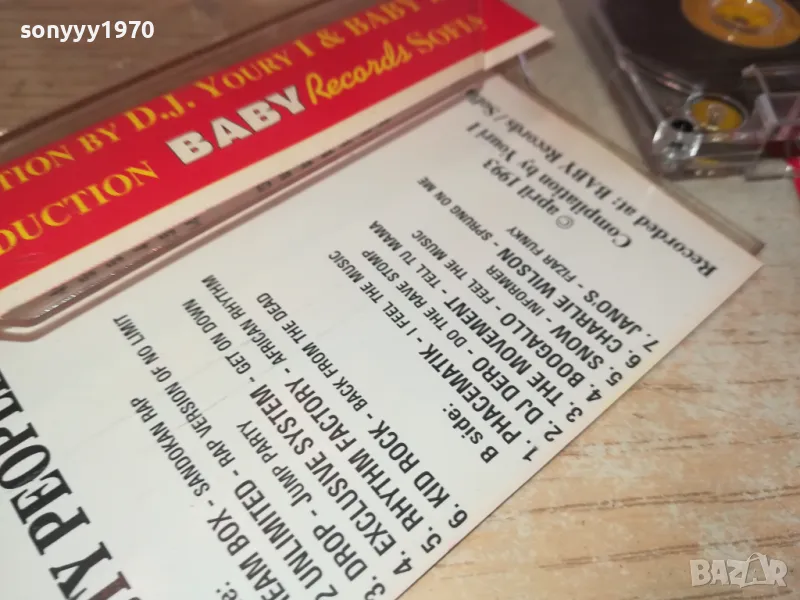 sonyyy1970
TION BY D.J. YOURY I & BABY
DUCTION BABY Records SOFIA
TY PEOPL
EAM BOX - SANDOKAN RAP
2 UNLIMITED - RAP VERSION OF NO LIMIT
3. DROP - JUMP PARTY
4. EXCLUSIVE SYSTEM - GET ON DOWN
5. RHYTHM FACTORY - AFRICAN RHYTHM
6. KID ROCK - BACK FROM THE DEAD
B side:
1. PHACEMATIK - I FEEL THE MUSIC
2. DJ DERO - DO THE RAVE STOMP
3. THE MOVEMENT - TELL TU MAMA
4. BOOGALLO - FEEL THE MUSIC
5. SNOW - INFORMER
6. CHARLIE WILSON - SPRUNG ON ME
7. JANO'S - FIZAR FUNKY
© april 1993
Compilation by Youri I
Recorded at: BABY Records / Sofi
BAZAR